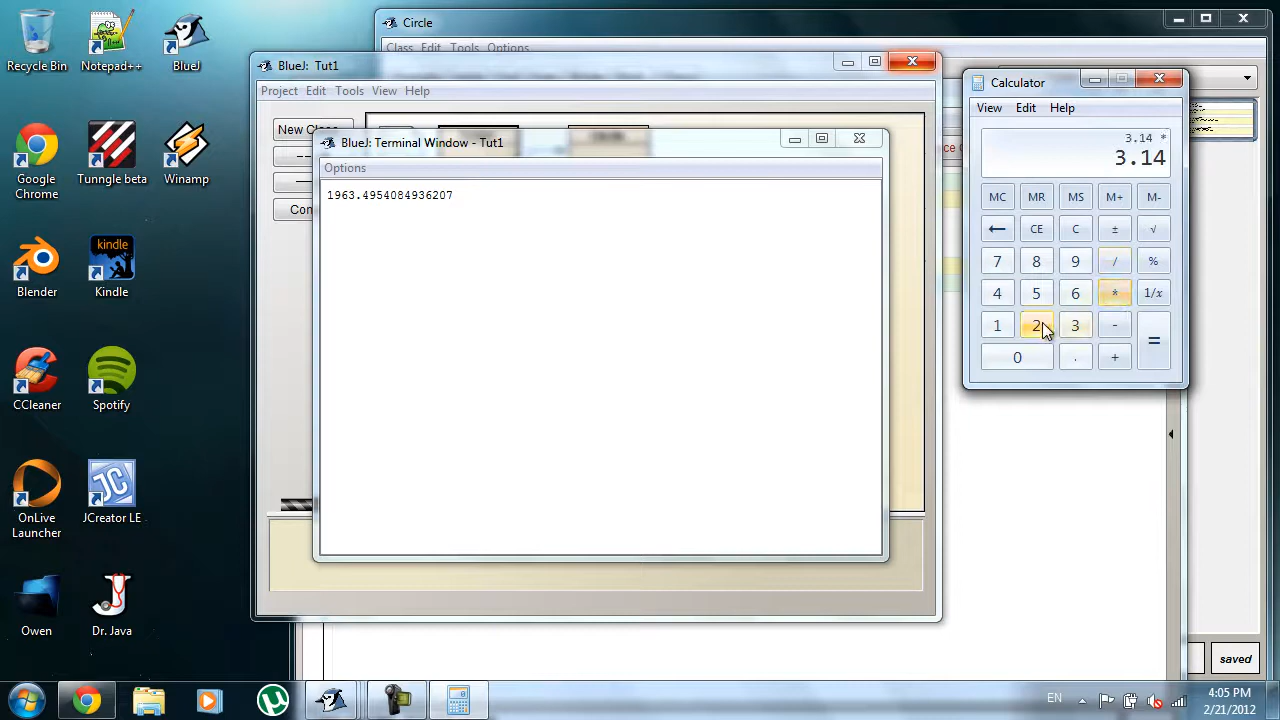 Recycle Bin
Notepad++
BlueJ
Google Chrome
Tunngle beta
Winamp
Blender
Kindle
kindle
CCleaner
Spotify
OnLive Launcher
JCreator LE
JC
Owen
Dr. Java
Circle
Class Edit Tools Options
BlueJ: Tut1
Project Edit Tools View Help
New Class
BlueJ: Terminal Window - Tut1
Options
1963.4954084936207
Calculator
View Edit Help
3.14 *
3.14
MC MR MS M+ M-
← CE C ± √
7 8 9 / %
4 5 6 * 1/x
1 2 3 - =
0 . +
saved
EN
4:05 PM
2/21/2012